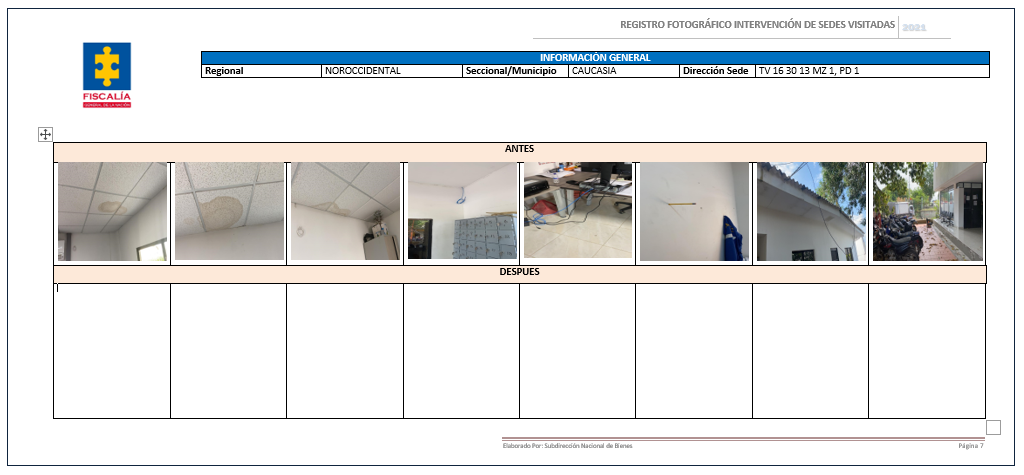 REGISTRO FOTOGRÁFICO INTERVENCIÓN DE SEDES VISITADAS 2021
FISCALÍA
GENERAL DE LA NACIÓN
INFORMACIÓN GENERAL
Regional NOROCCIDENTAL Seccional/Municipio CAUCASIA Dirección Sede TV 16 30 13 MZ 1, PD 1
ANTES
DESPUES
Elaborado Por: Subdirección Nacional de Bienes Página 7